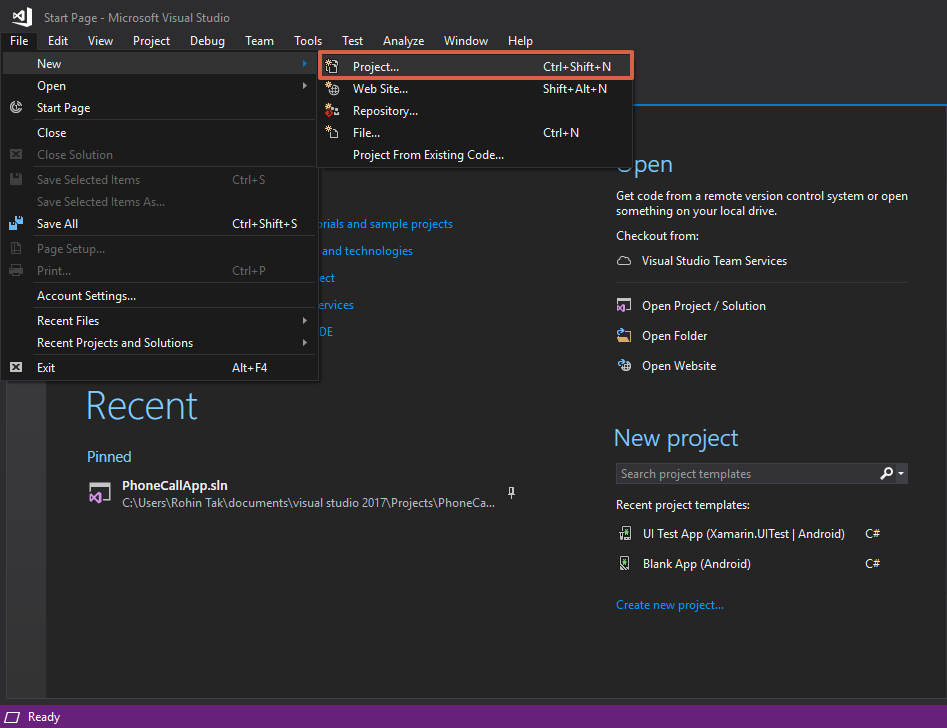 Start Page - Microsoft Visual Studio
File Edit View Project Debug Team Tools Test Analyze Window Help
New
Open
Start Page
Close
Close Solution
Save Selected Items Ctrl+S
Save Selected Items As...
Save All Ctrl+Shift+S
Page Setup...
Print... Ctrl+P
Account Settings...
Recent Files
Recent Projects and Solutions
Exit Alt+F4
Project... Ctrl+Shift+N
Web Site... Shift+Alt+N
Repository...
File... Ctrl+N
Project From Existing Code...
orials and sample projects
and technologies
ect
ervices
DE
Recent
Pinned
PhoneCallApp.sln
C:\Users\Rohin Tak\documents\visual studio 2017\Projects\PhoneCa...
Open
Get code from a remote version control system or open
something on your local drive.
Checkout from:
Visual Studio Team Services
Open Project / Solution
Open Folder
Open Website
New project
Search project templates
Recent project templates:
UI Test App (Xamarin.UITest | Android) C#
Blank App (Android) C#
Create new project...
Ready